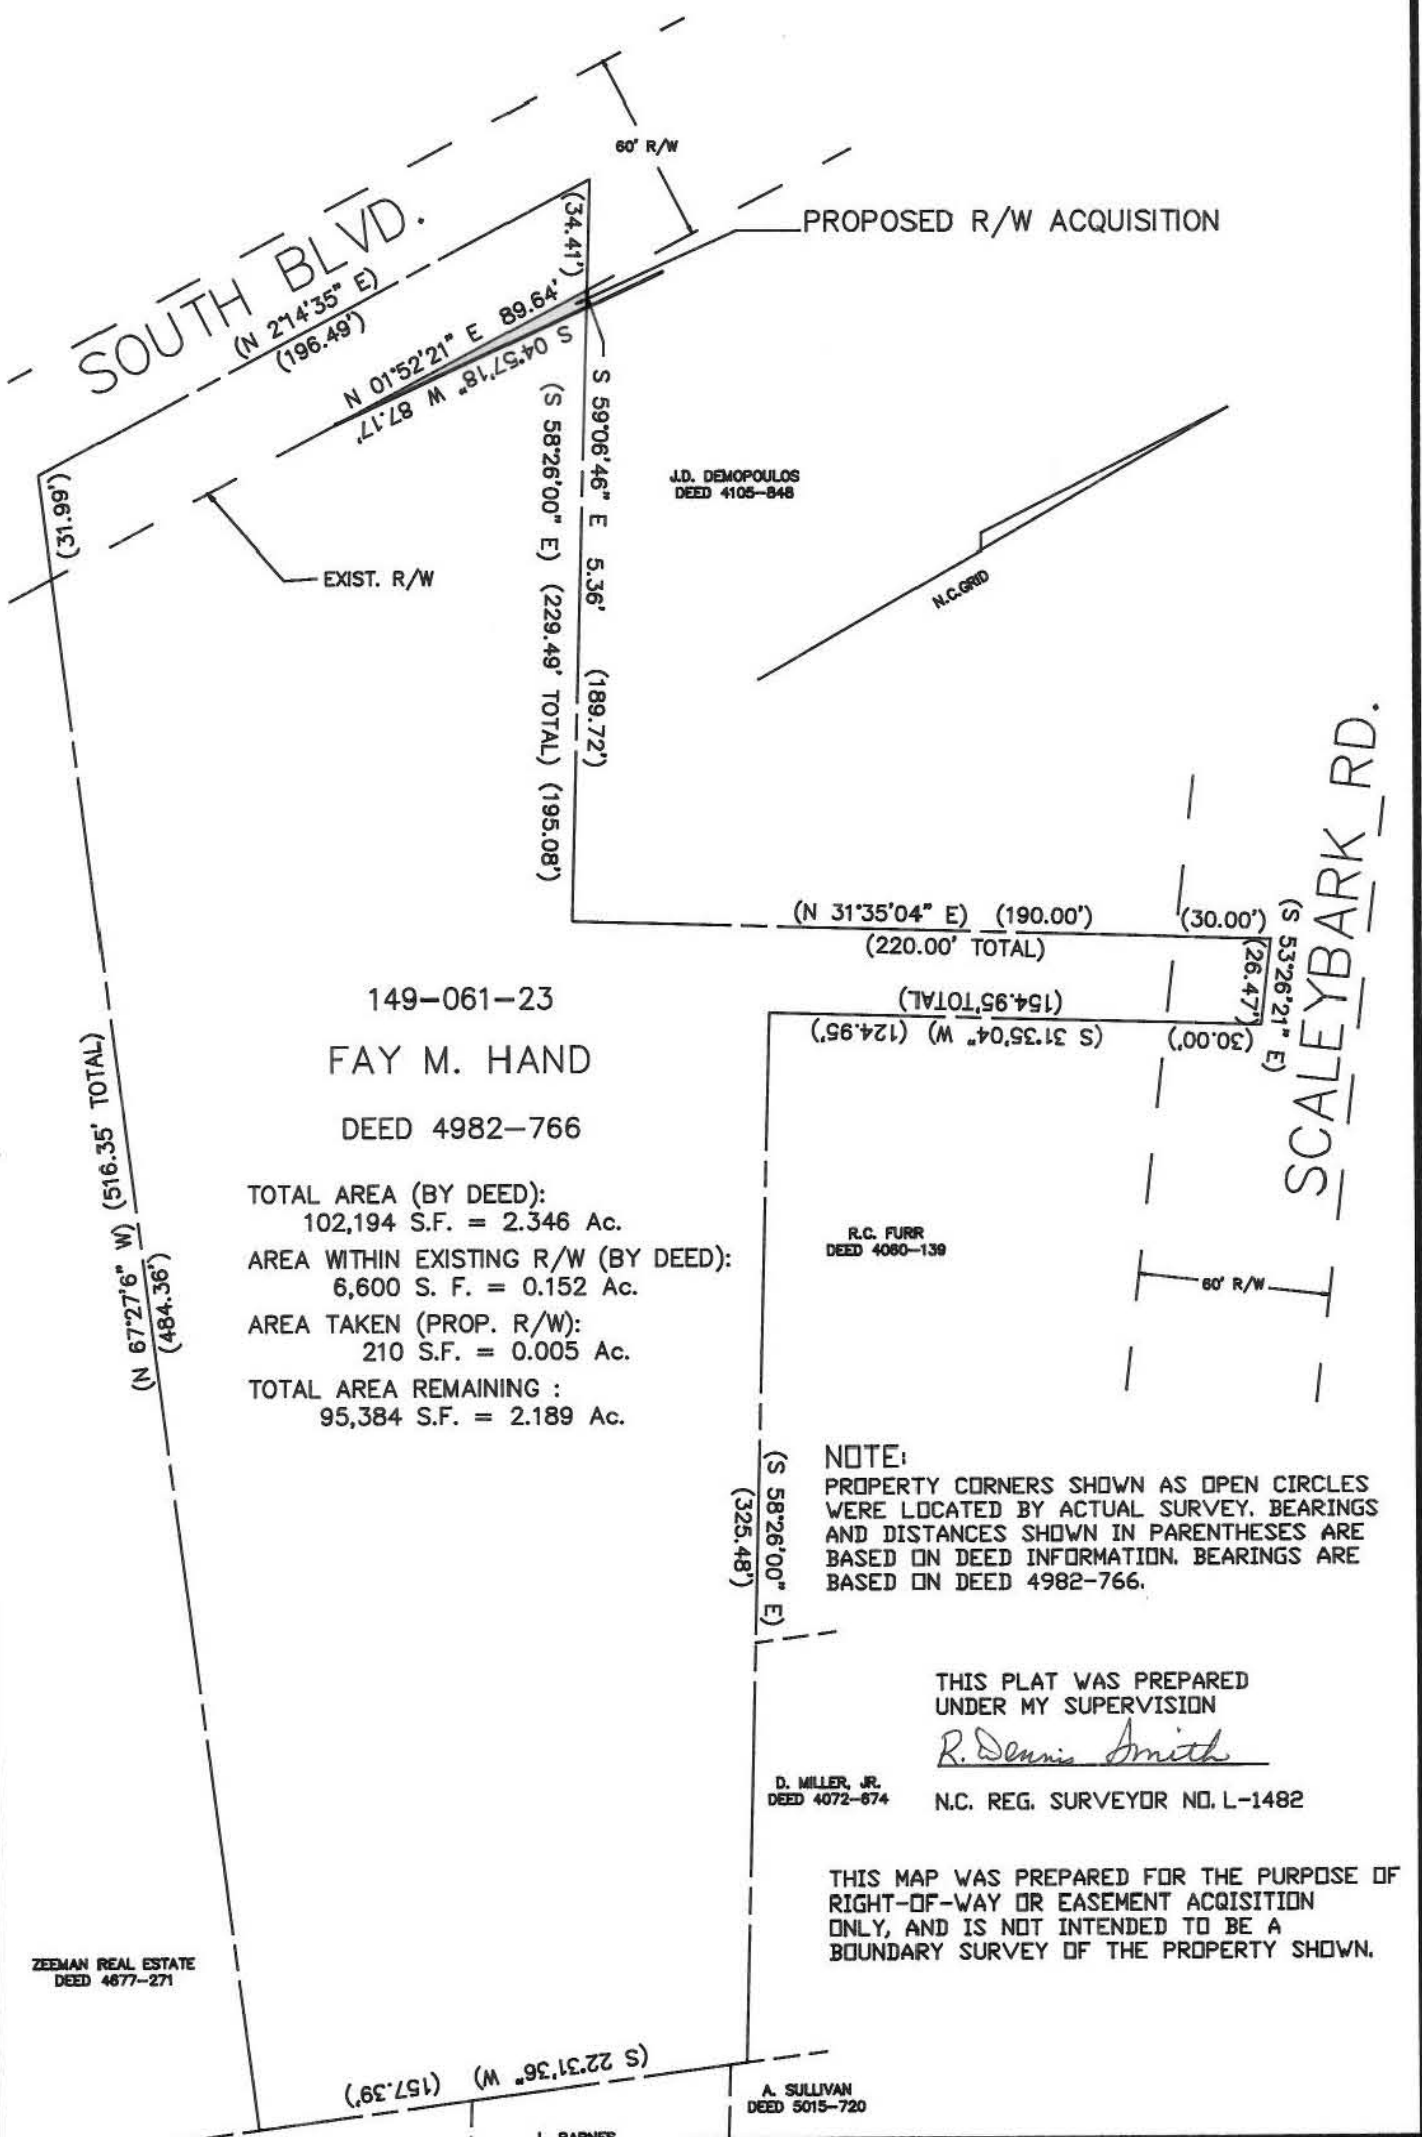 60' R/W
PROPOSED R/W ACQUISITION
SOUTH BLVD.
(N 2°14'35" E)
(196.49')
(34.41')
N 01°52'21" E 89.64'
S 04°57'18" W 87.17'
(31.99')
EXIST. R/W
S 59°06'46" E 5.36' (189.72')
(S 58°26'00" E) (229.49' TOTAL) (195.08')
J.D. DEMOPOULOS
DEED 4105-848
N.C.GRID
SCALEYBARK RD.
(N 31°35'04" E) (190.00') (30.00')
(220.00' TOTAL)
(S 53°26'21" E)
(26.47')
(154.95'TOTAL)
(S 31°35'04" W) (124.95') (30.00')
149-061-23
FAY M. HAND
DEED 4982-766
TOTAL AREA (BY DEED):
102,194 S.F. = 2.346 Ac.
AREA WITHIN EXISTING R/W (BY DEED):
6,600 S. F. = 0.152 Ac.
AREA TAKEN (PROP. R/W):
210 S.F. = 0.005 Ac.
TOTAL AREA REMAINING :
95,384 S.F. = 2.189 Ac.
(N 67°27'6" W) (516.35' TOTAL)
(484.36')
R.C. FURR
DEED 4060-139
60' R/W
(S 58°26'00" E)
(325.48')
NOTE:
PROPERTY CORNERS SHOWN AS OPEN CIRCLES
WERE LOCATED BY ACTUAL SURVEY. BEARINGS
AND DISTANCES SHOWN IN PARENTHESES ARE
BASED ON DEED INFORMATION. BEARINGS ARE
BASED ON DEED 4982-766.
THIS PLAT WAS PREPARED
UNDER MY SUPERVISION
R. Dennis Smith
N.C. REG. SURVEYOR NO. L-1482
D. MILLER, JR.
DEED 4072-674
THIS MAP WAS PREPARED FOR THE PURPOSE OF
RIGHT-OF-WAY OR EASEMENT ACQISITION
ONLY, AND IS NOT INTENDED TO BE A
BOUNDARY SURVEY OF THE PROPERTY SHOWN.
ZEEMAN REAL ESTATE
DEED 4677-271
(S 22°31'36" W) (157.39')
A. SULLIVAN
DEED 5015-720
BARNES